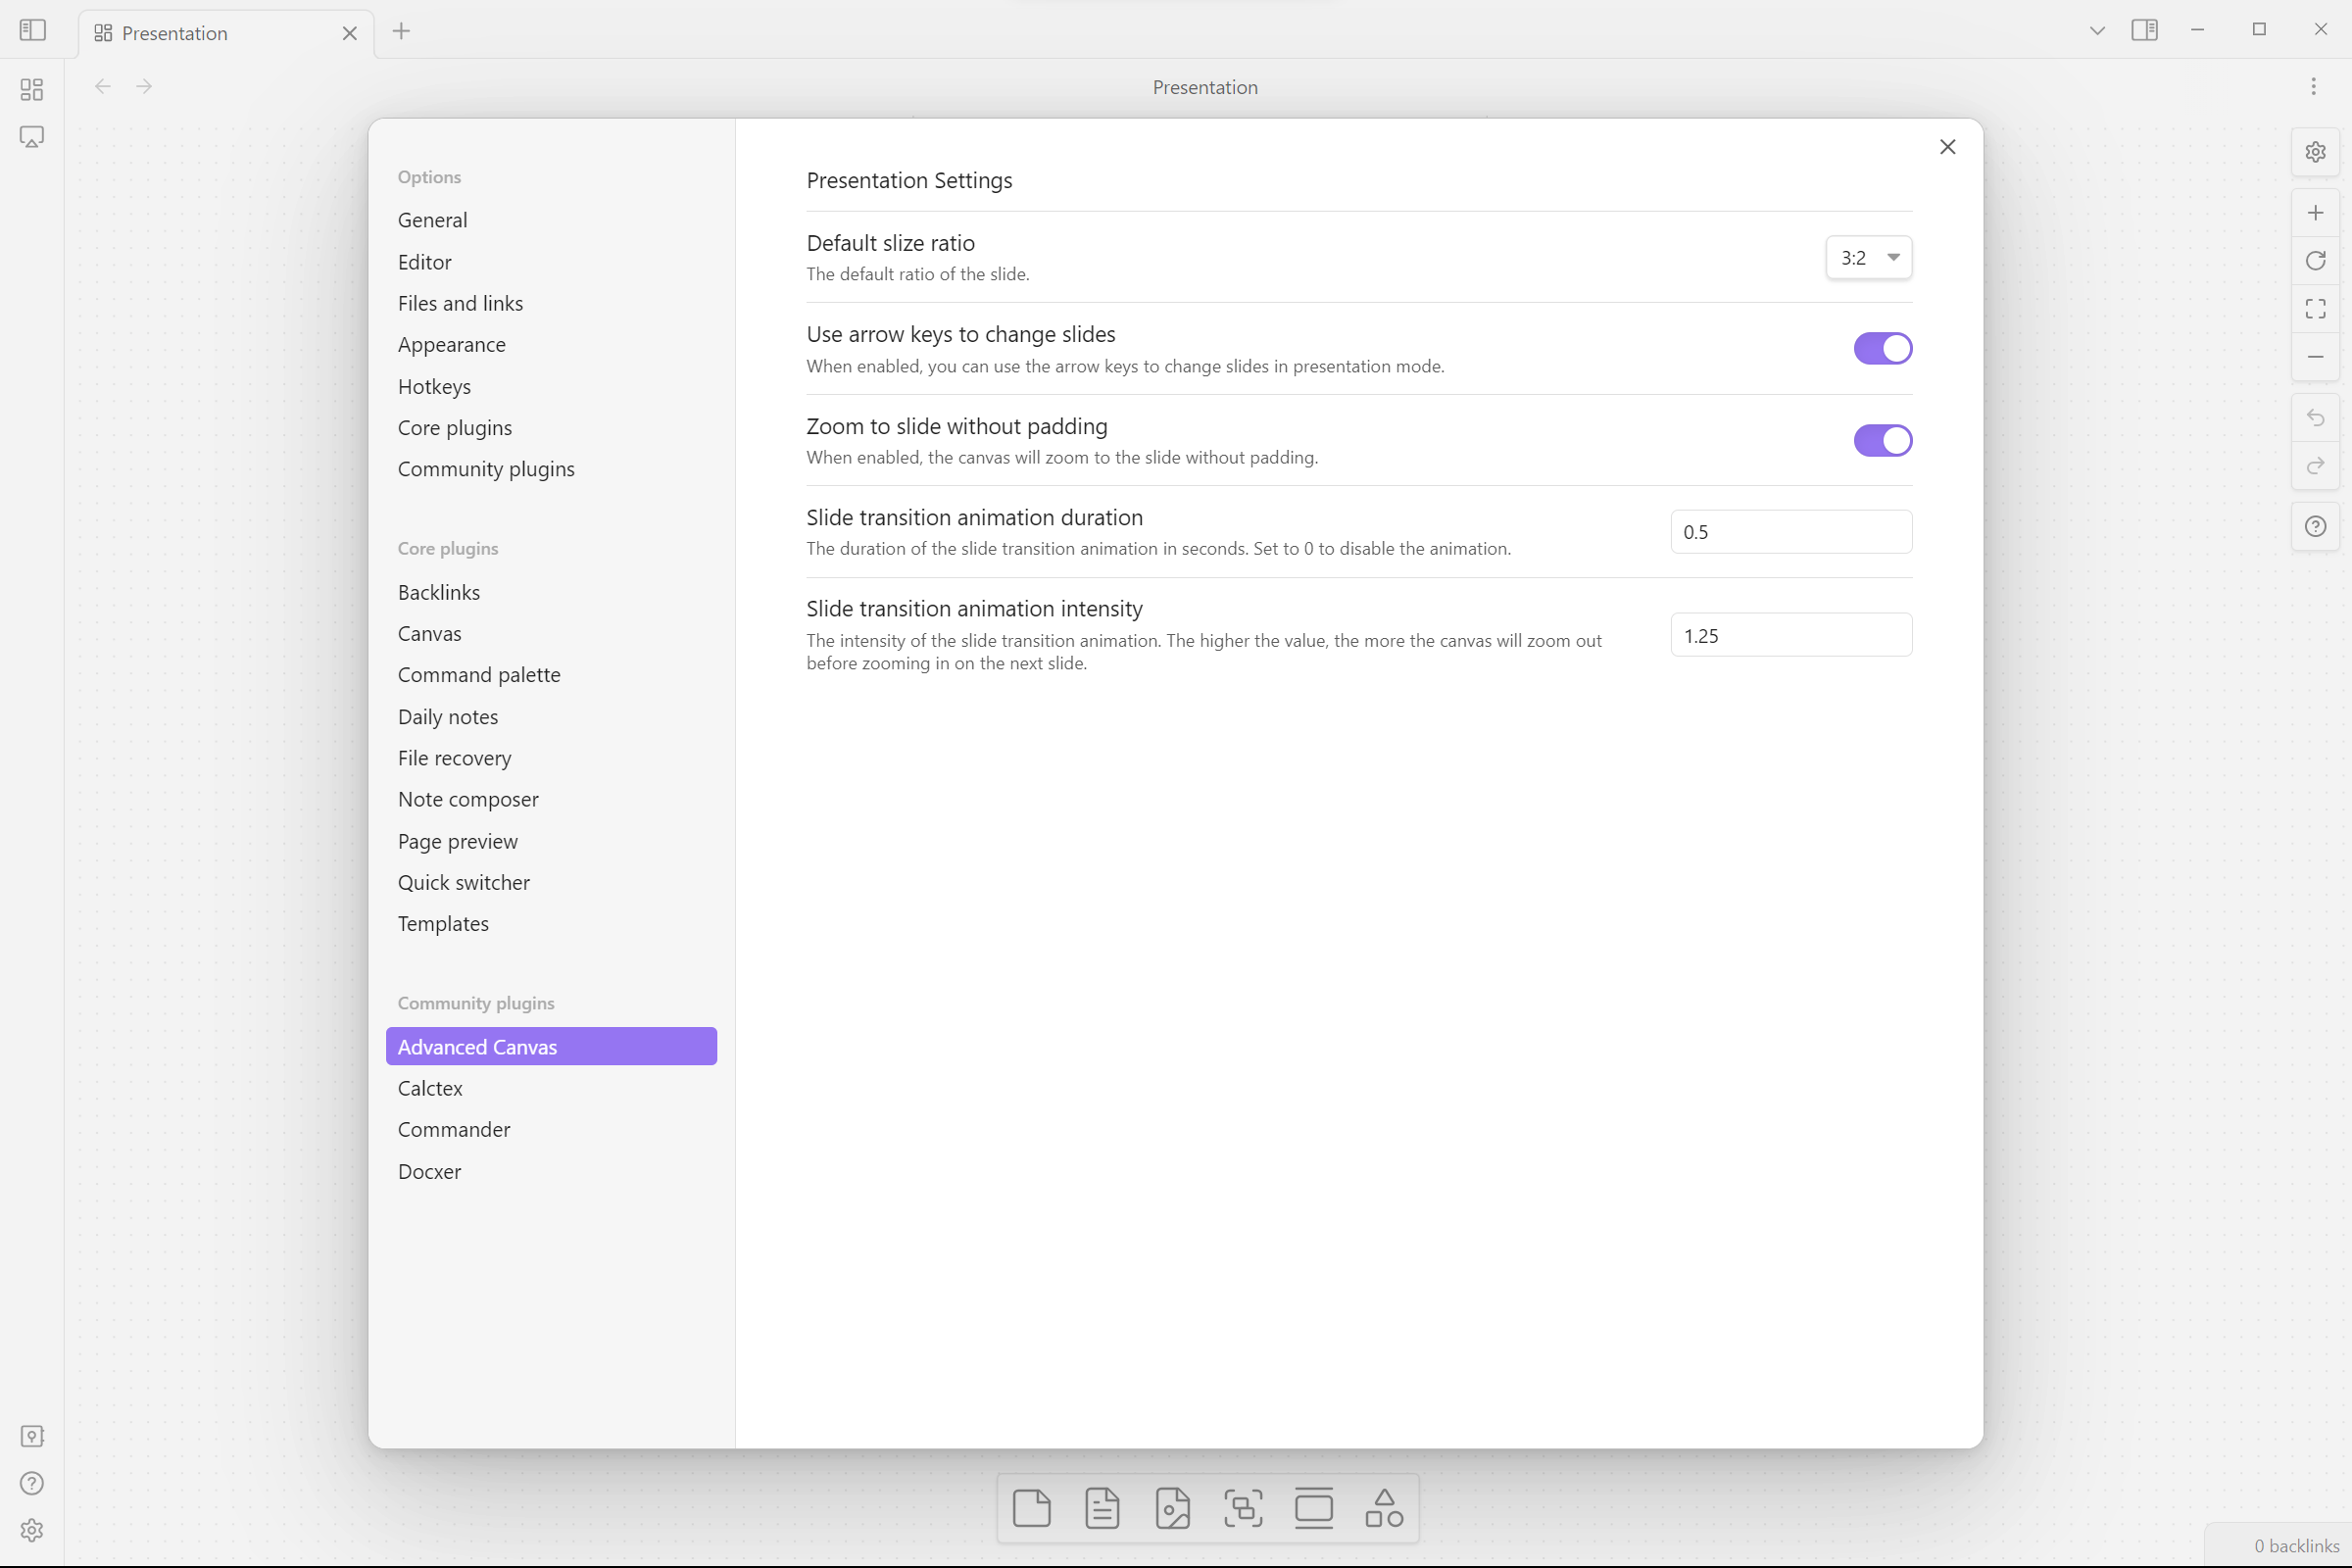 Presentation
Presentation
Options
General
Editor
Files and links
Appearance
Hotkeys
Core plugins
Community plugins
Core plugins
Backlinks
Canvas
Command palette
Daily notes
File recovery
Note composer
Page preview
Quick switcher
Templates
Community plugins
Advanced Canvas
Calctex
Commander
Docxer
Presentation Settings
Default slize ratio
The default ratio of the slide.
3:2
Use arrow keys to change slides
When enabled, you can use the arrow keys to change slides in presentation mode.
Zoom to slide without padding
When enabled, the canvas will zoom to the slide without padding.
Slide transition animation duration
The duration of the slide transition animation in seconds. Set to 0 to disable the animation.
0.5
Slide transition animation intensity
The intensity of the slide transition animation. The higher the value, the more the canvas will zoom out
before zooming in on the next slide.
1.25
0 backlinks